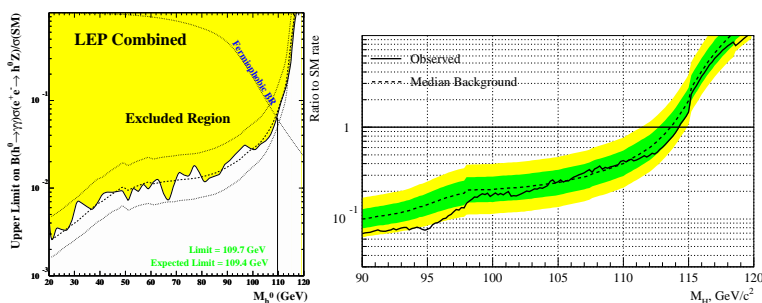 LEP Combined
Excluded Region
Fermiophobic BR
Limit = 109.7 GeV
Expected Limit = 109.4 GeV
Upper Limit on B(h⁰→γγ)σ(e⁺e⁻→h⁰Z)/σ(SM)
10⁻¹
10⁻²
10⁻³
20 30 40 50 60 70 80 90 100 110 120
M_h⁰ (GeV)
Ratio to SM rate
Observed
Median Background
1
10⁻¹
90 95 100 105 110 115 120
M_H, GeV/c²